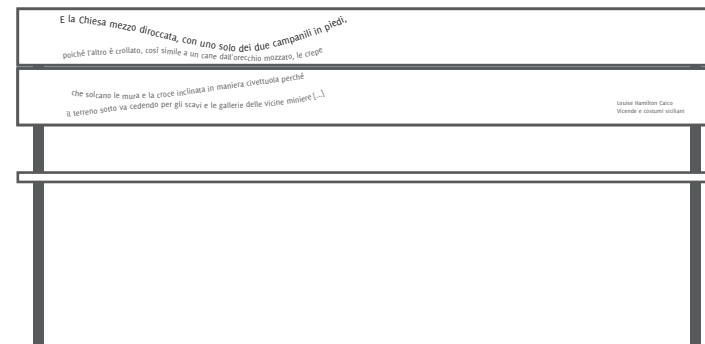 E la Chiesa mezzo diroccata, con uno solo dei due campanili in piedi,
poiché l'altro è crollato, così simile a un cane dall'orecchio mozzato, le crepe
che solcano le mura e la croce inclinata in maniera civettuola perché
il terreno sotto va cedendo per gli scavi e le gallerie delle vicine miniere [...]
Louise Hamilton Caico
Vicende e costumi siciliani